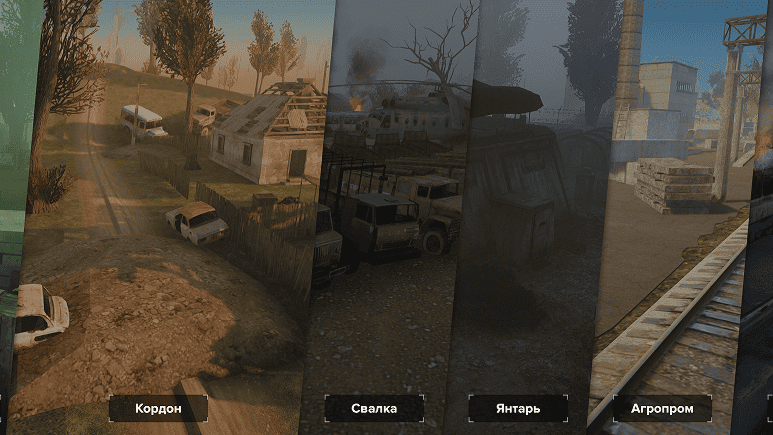 Кордон
Свалка
Янтарь
Агропром